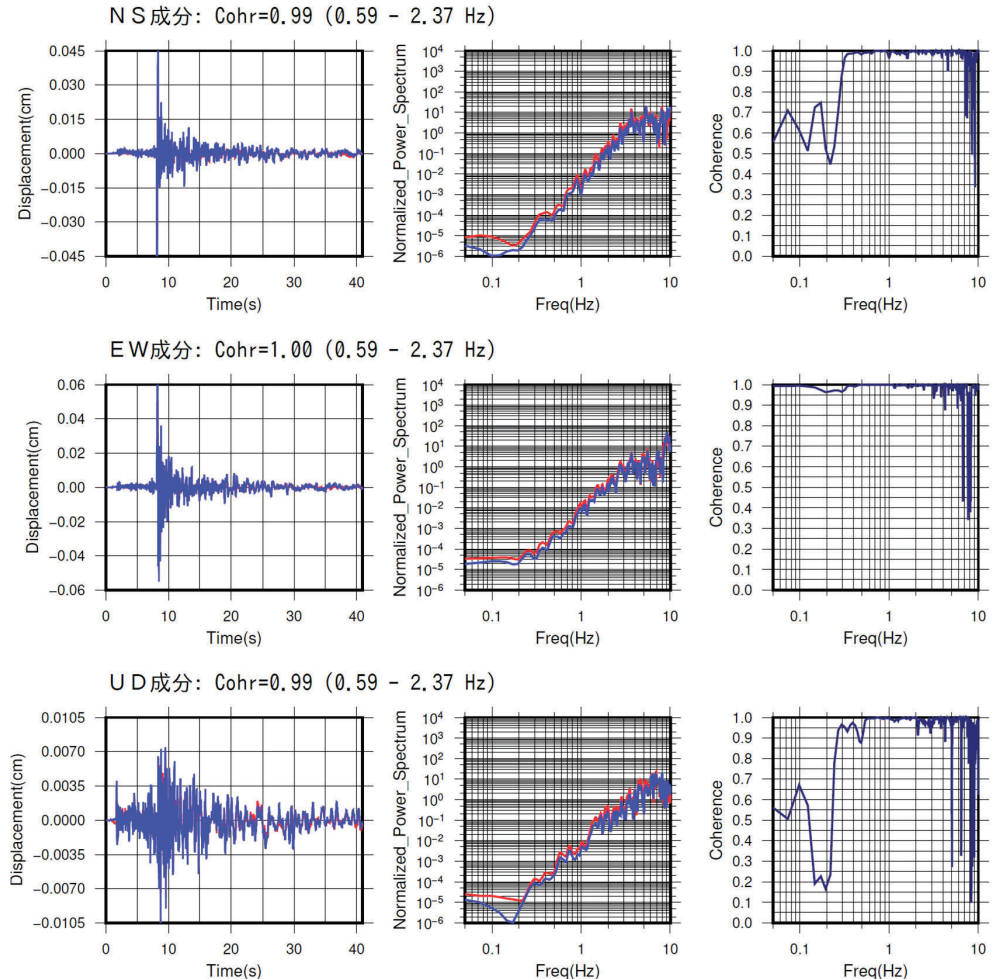 NS成分: Cohr=0.99 (0.59 - 2.37 Hz)
Displacement(cm)
0.045
0.030
0.015
0.000
−0.015
−0.030
−0.045
0 10 20 30 40
Time(s)
Normalized_Power_Spectrum
10⁴
10³
10²
10¹
10⁰
10⁻¹
10⁻²
10⁻³
10⁻⁴
10⁻⁵
10⁻⁶
0.1 1 10
Freq(Hz)
Coherence
1.0
0.9
0.8
0.7
0.6
0.5
0.4
0.3
0.2
0.1
0.0
0.1 1 10
Freq(Hz)
EW成分: Cohr=1.00 (0.59 - 2.37 Hz)
Displacement(cm)
0.06
0.04
0.02
0.00
−0.02
−0.04
−0.06
0 10 20 30 40
Time(s)
Normalized_Power_Spectrum
10⁴
10³
10²
10¹
10⁰
10⁻¹
10⁻²
10⁻³
10⁻⁴
10⁻⁵
10⁻⁶
0.1 1 10
Freq(Hz)
Coherence
1.0
0.9
0.8
0.7
0.6
0.5
0.4
0.3
0.2
0.1
0.0
0.1 1 10
Freq(Hz)
UD成分: Cohr=0.99 (0.59 - 2.37 Hz)
Displacement(cm)
0.0105
0.0070
0.0035
0.0000
−0.0035
−0.0070
−0.0105
0 10 20 30 40
Time(s)
Normalized_Power_Spectrum
10⁴
10³
10²
10¹
10⁰
10⁻¹
10⁻²
10⁻³
10⁻⁴
10⁻⁵
10⁻⁶
0.1 1 10
Freq(Hz)
Coherence
1.0
0.9
0.8
0.7
0.6
0.5
0.4
0.3
0.2
0.1
0.0
0.1 1 10
Freq(Hz)